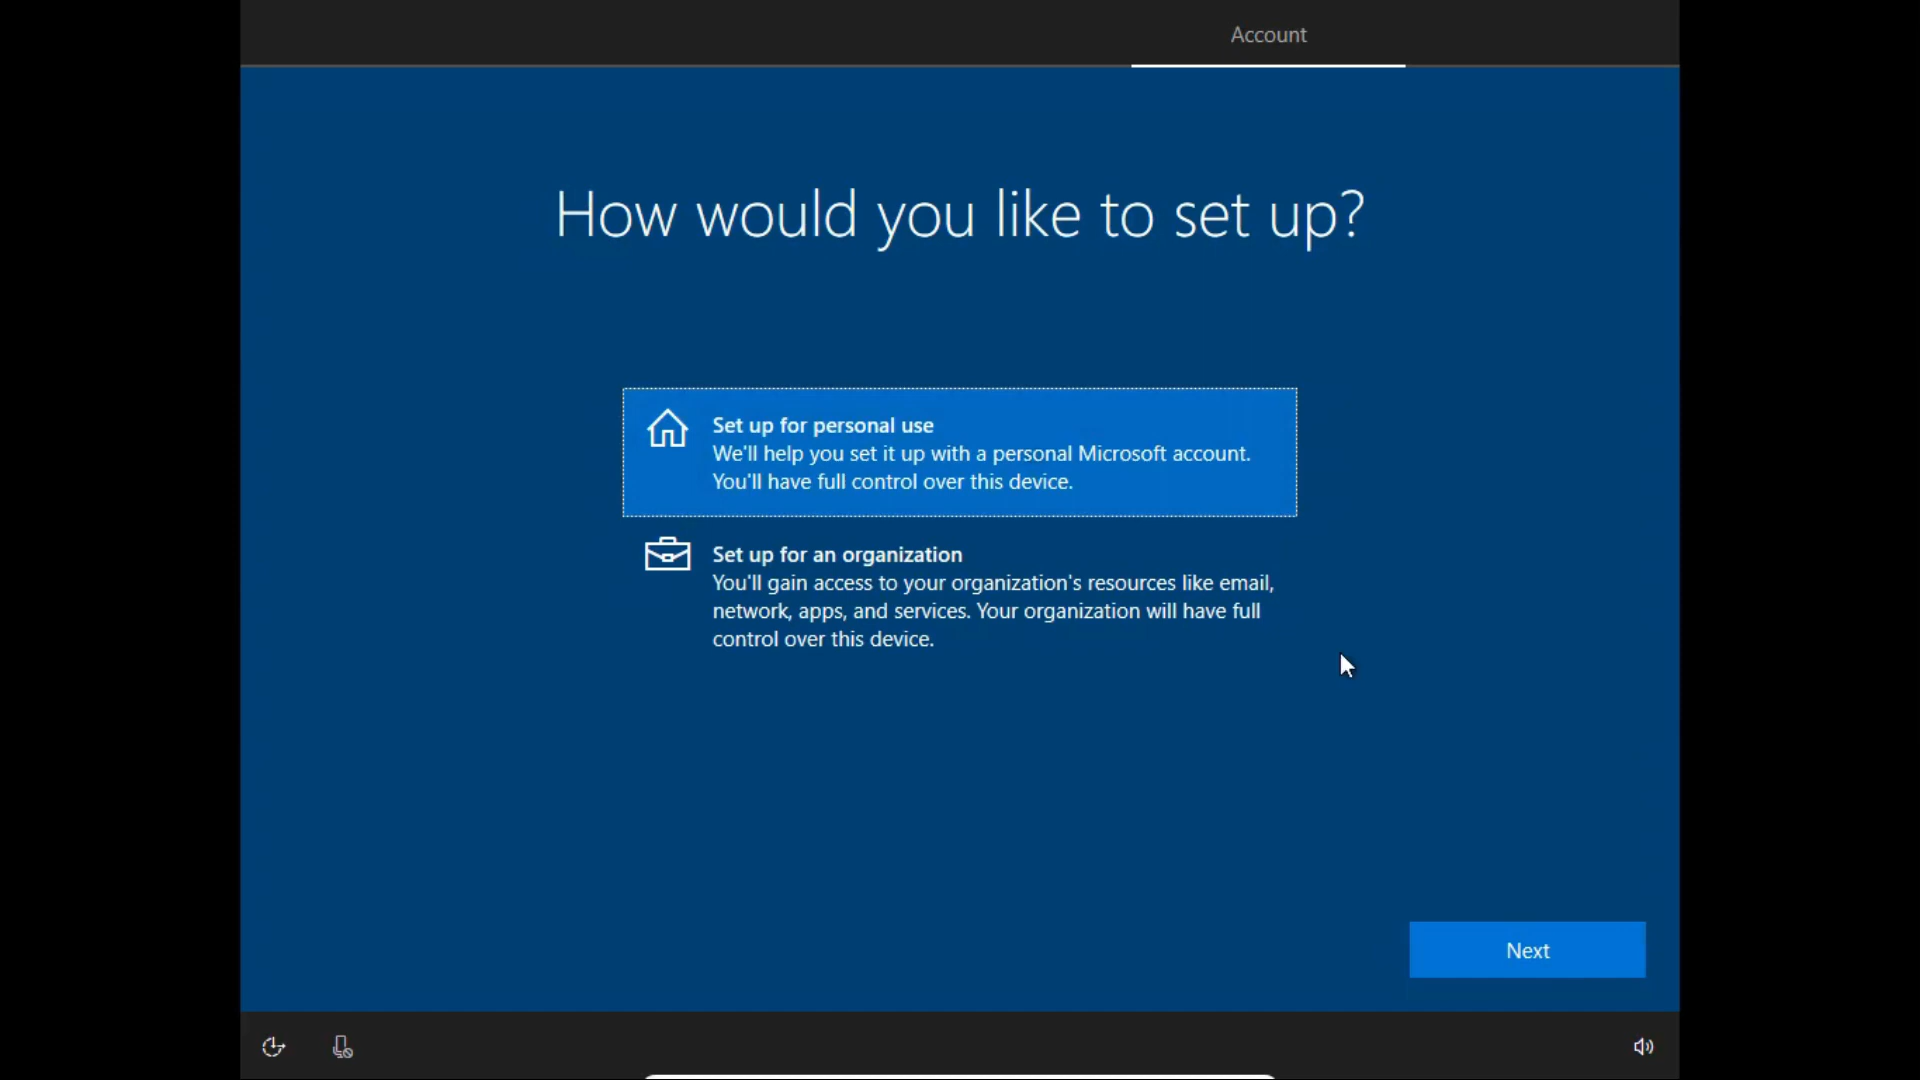 Account
How would you like to set up?
Set up for personal use
We'll help you set it up with a personal Microsoft account.
You'll have full control over this device.
Set up for an organization
You'll gain access to your organization's resources like email,
network, apps, and services. Your organization will have full
control over this device.
Next